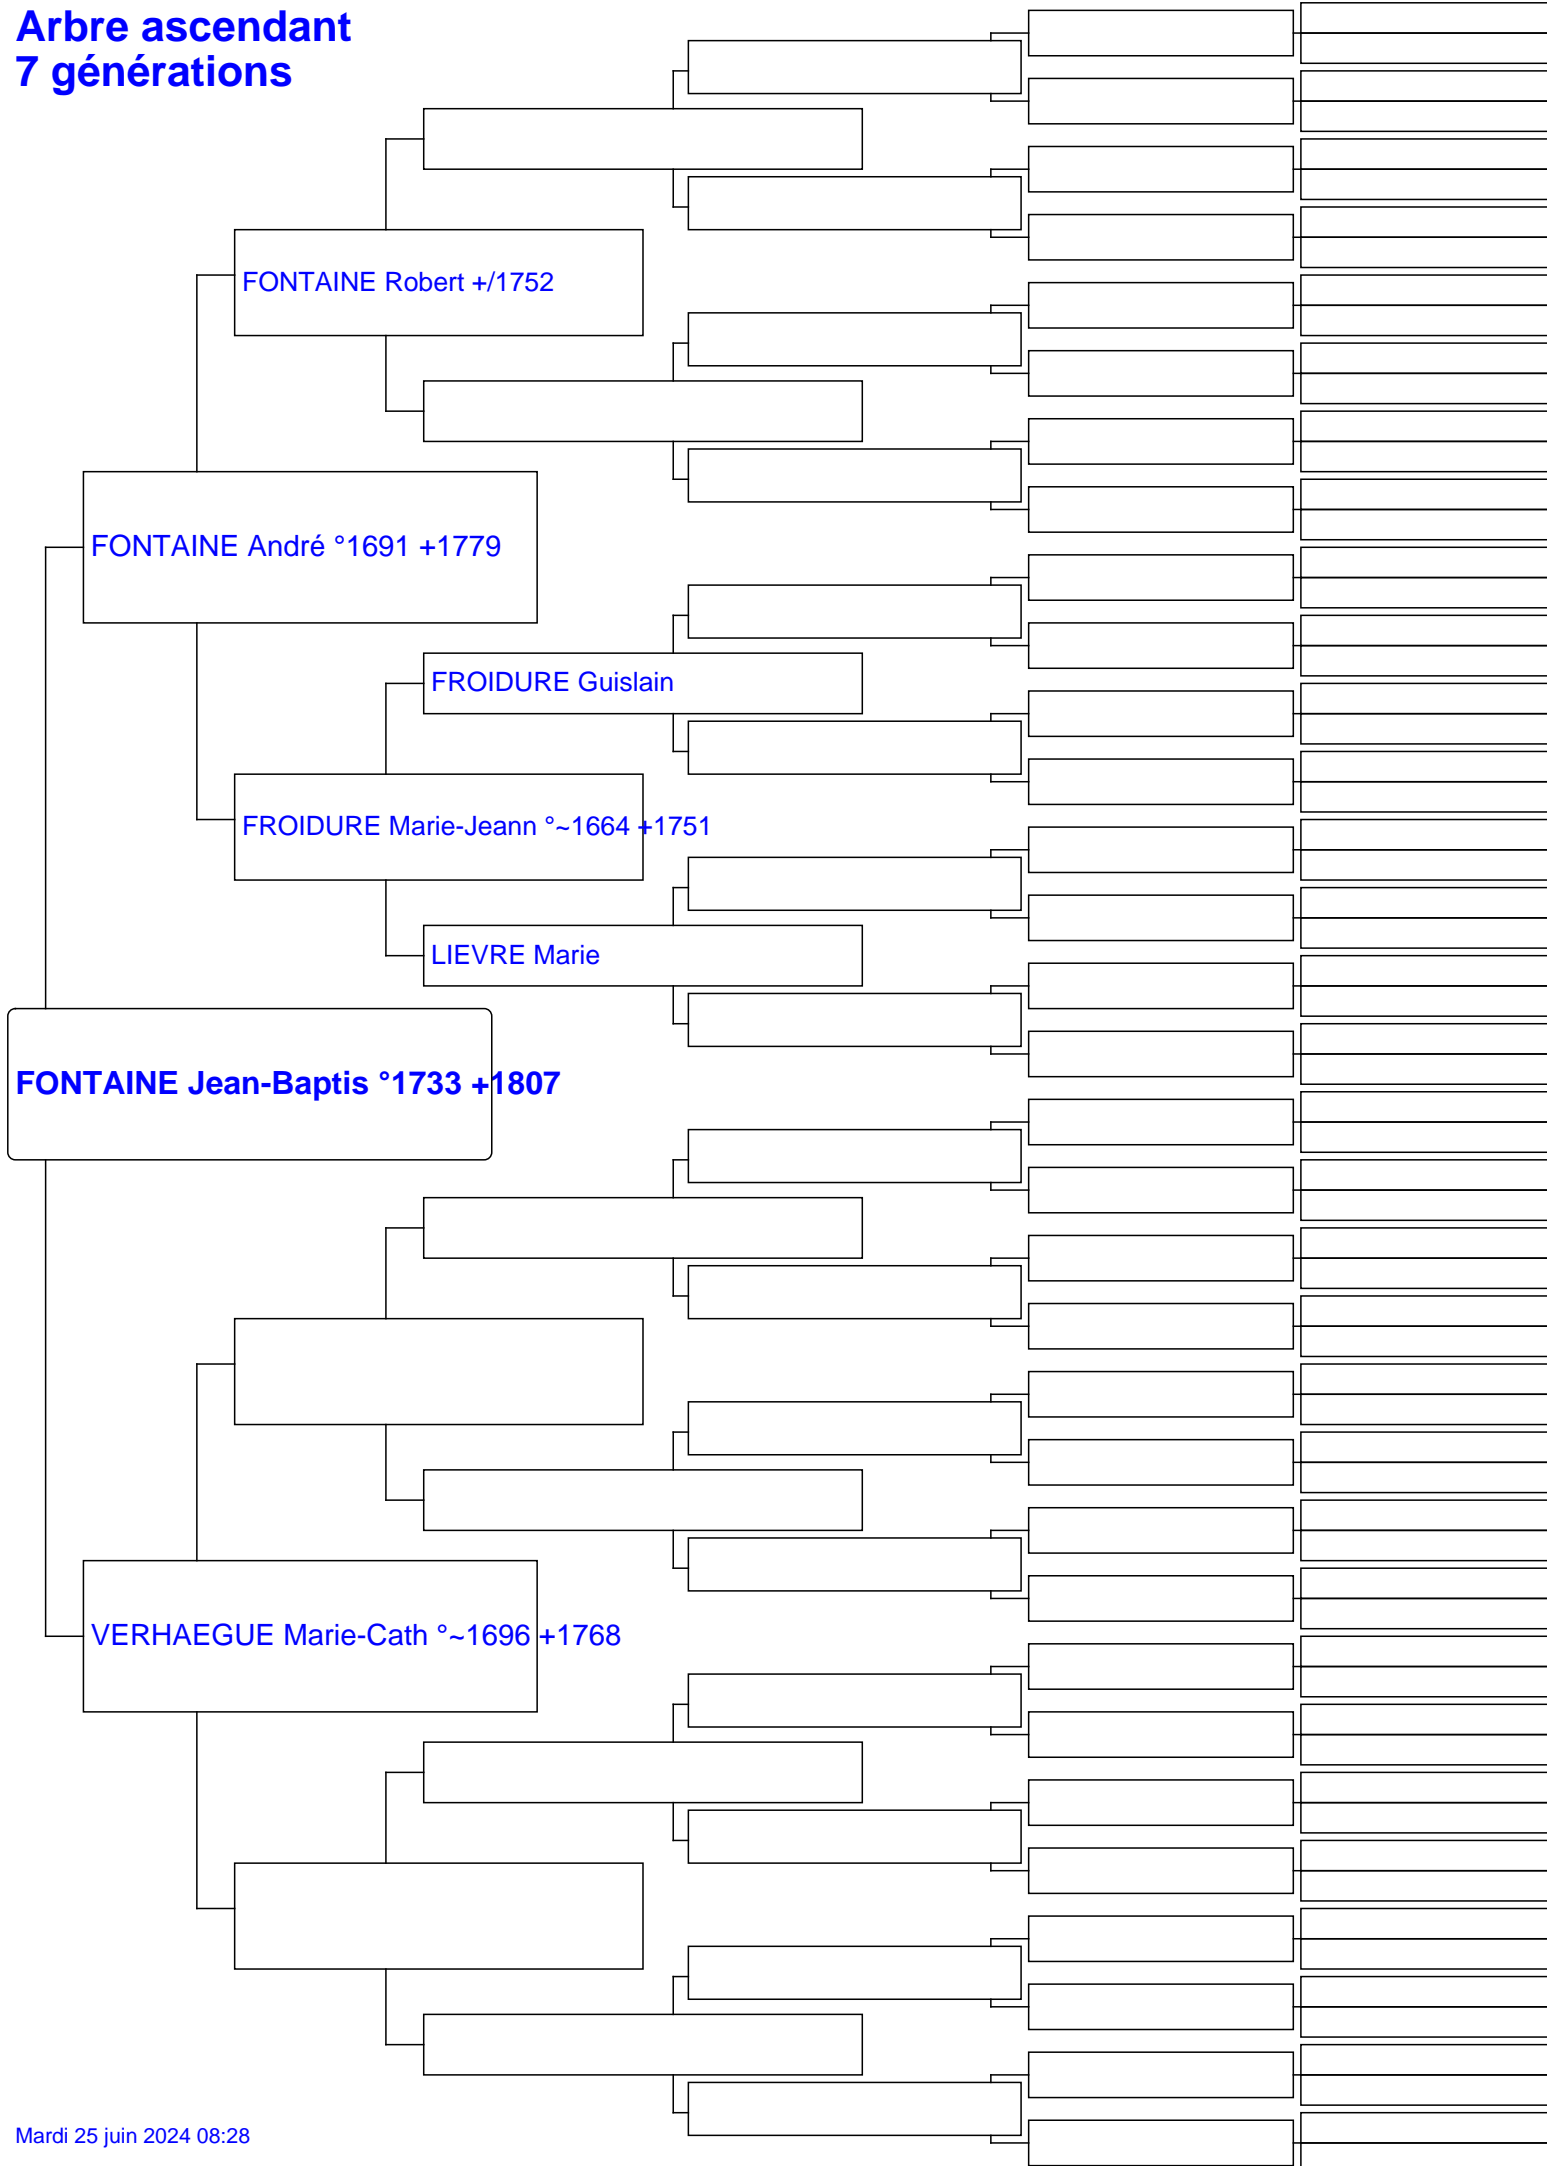 Arbre ascendant
7 générations
FONTAINE Robert +/1752
FONTAINE André °1691 +1779
FROIDURE Guislain
FROIDURE Marie-Jeann °~1664 +1751
LIEVRE Marie
FONTAINE Jean-Baptis °1733 +1807
VERHAEGUE Marie-Cath °~1696 +1768
Mardi 25 juin 2024 08:28